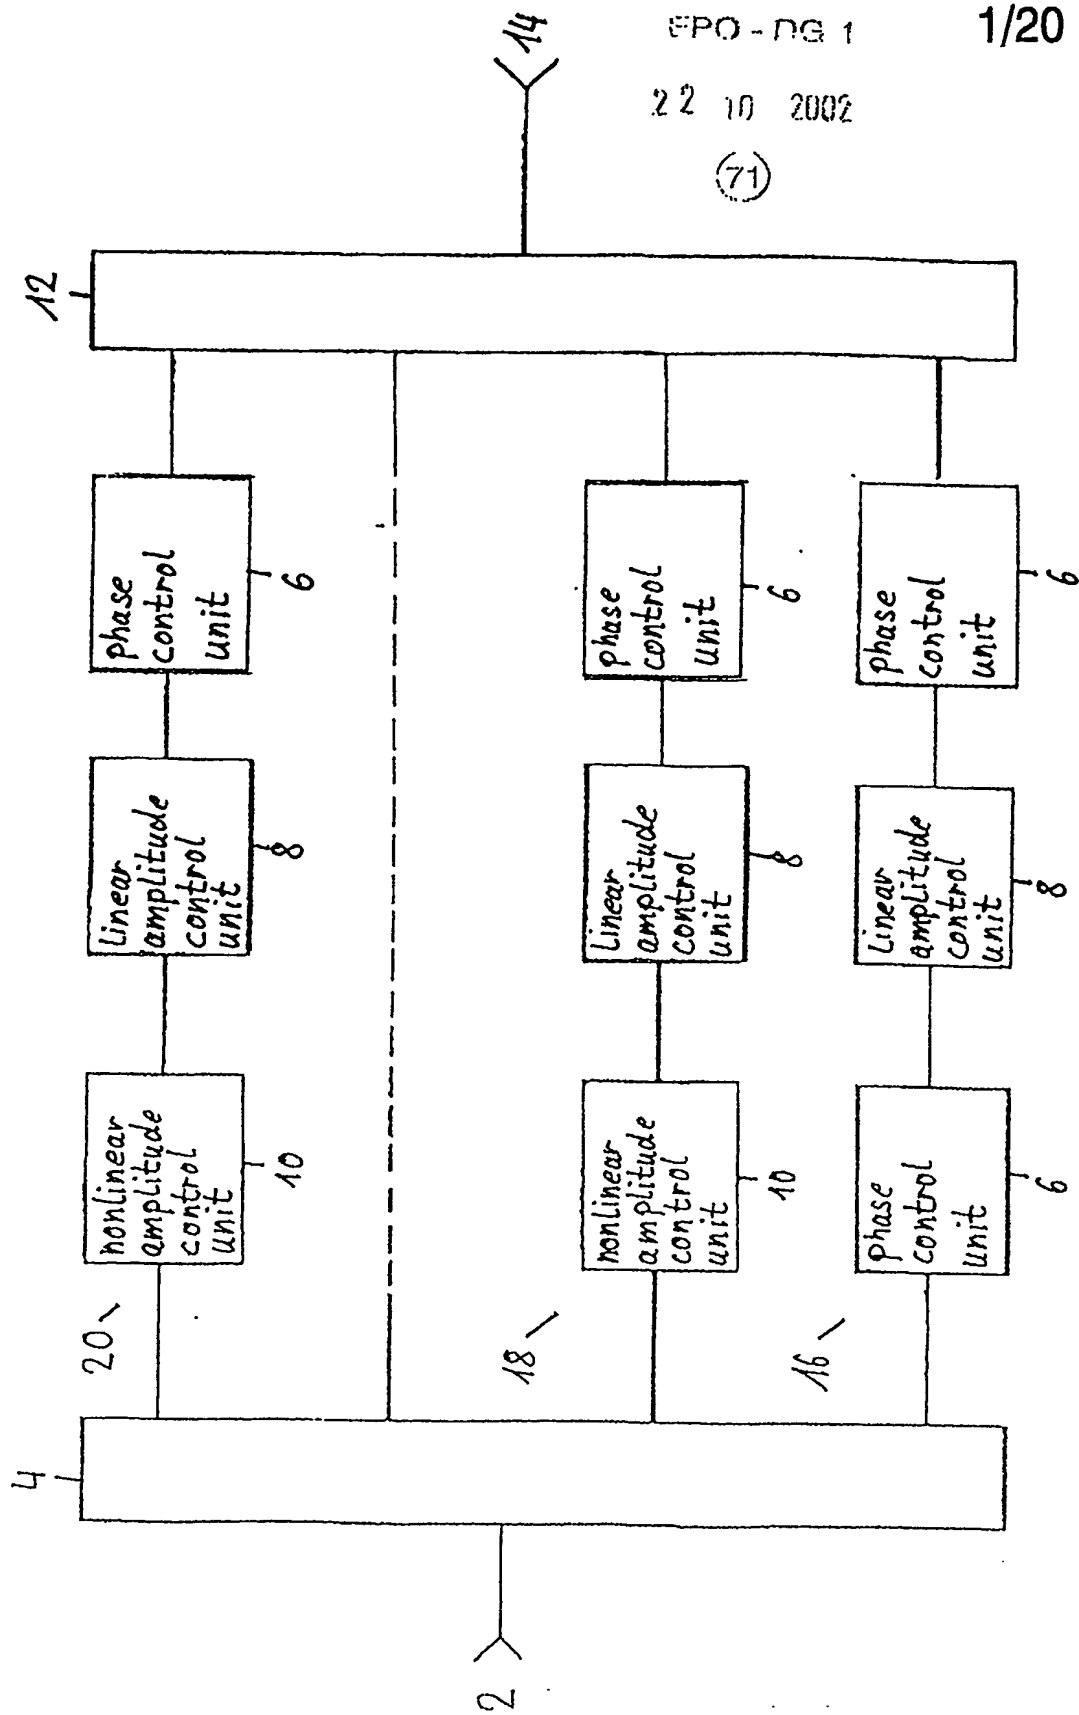 EPO - DG 1
1/20
22 10 2002
71
2
4
20
nonlinear
amplitude
control
unit
10
linear
amplitude
control
unit
8
phase
control
unit
6
12
14
18
nonlinear
amplitude
control
unit
10
linear
amplitude
control
unit
8
phase
control
unit
6
16
phase
control
unit
6
linear
amplitude
control
unit
8
phase
control
unit
6